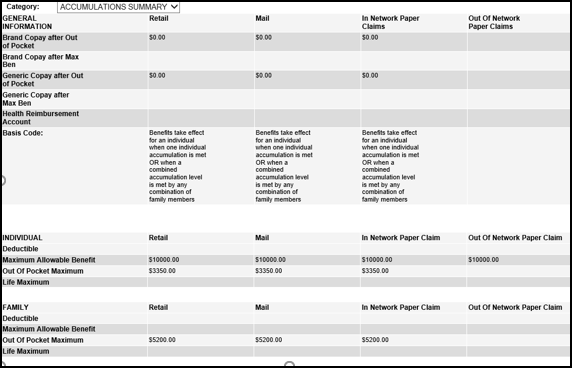 Category: ACCUMULATIONS SUMMARY
GENERAL INFORMATION Retail Mail In Network Paper Claims Out Of Network Paper Claims
Brand Copay after Out of Pocket $0.00 $0.00 $0.00
Brand Copay after Max Ben
Generic Copay after Out of Pocket $0.00 $0.00 $0.00
Generic Copay after Max Ben
Health Reimbursement Account
Basis Code:
Benefits take effect for an individual when one individual accumulation is met OR when a combined accumulation level is met by any combination of family members
Benefits take effect for an individual when one individual accumulation is met OR when a combined accumulation level is met by any combination of family members
Benefits take effect for an individual when one individual accumulation is met OR when a combined accumulation level is met by any combination of family members
INDIVIDUAL Retail Mail In Network Paper Claim Out Of Network Paper Claim
Deductible
Maximum Allowable Benefit $10000.00 $10000.00 $10000.00 $10000.00
Out Of Pocket Maximum $3350.00 $3350.00 $3350.00
Life Maximum
FAMILY Retail Mail In Network Paper Claim Out Of Network Paper Claim
Deductible
Maximum Allowable Benefit
Out Of Pocket Maximum $5200.00 $5200.00 $5200.00
Life Maximum